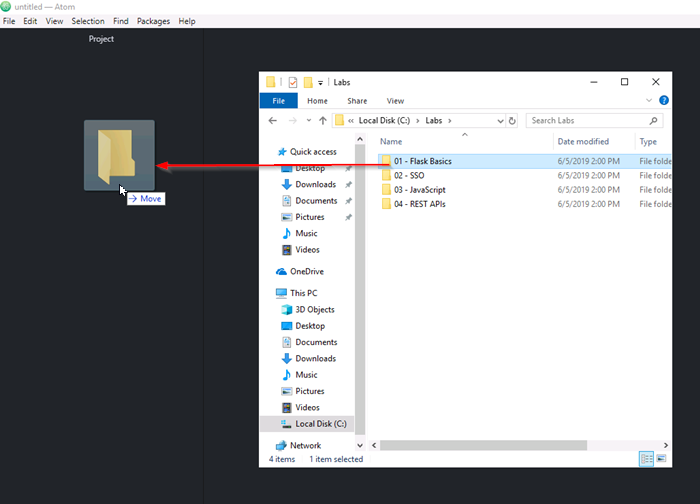 untitled — Atom
File Edit View Selection Find Packages Help
Project
Move
Labs
File Home Share View
Local Disk (C:) Labs
Search Labs
Name Date modified Type
01 - Flask Basics 6/5/2019 2:00 PM File folde
02 - SSO 6/5/2019 2:00 PM File folde
03 - JavaScript 6/5/2019 2:00 PM File folde
04 - REST APIs 6/5/2019 2:00 PM File folde
Quick access
Desktop
Downloads
Documents
Pictures
Music
Videos
OneDrive
This PC
3D Objects
Desktop
Documents
Downloads
Music
Pictures
Videos
Local Disk (C:)
Network
4 items 1 item selected